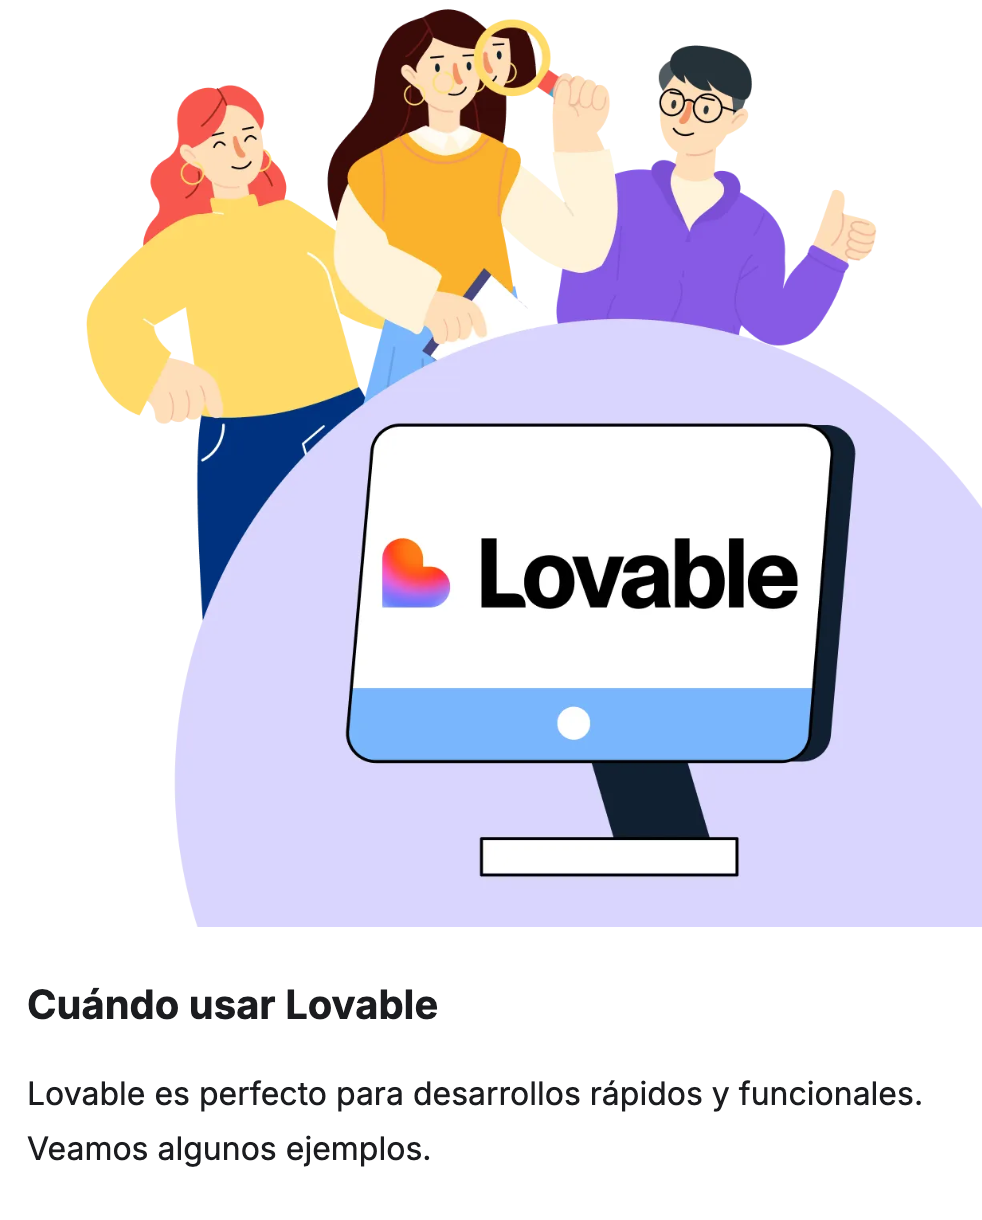 Lovable
Cuándo usar Lovable
Lovable es perfecto para desarrollos rápidos y funcionales.
Veamos algunos ejemplos.